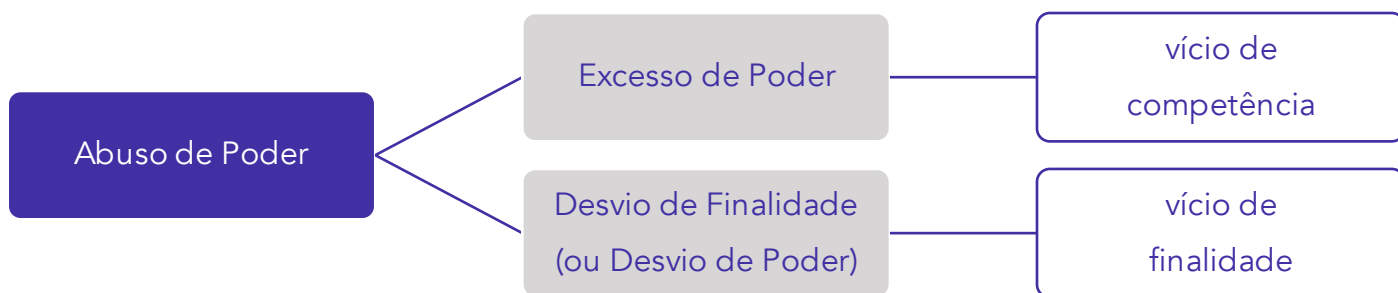 Abuso de Poder
Excesso de Poder
vício de
competência
Desvio de Finalidade
(ou Desvio de Poder)
vício de
finalidade